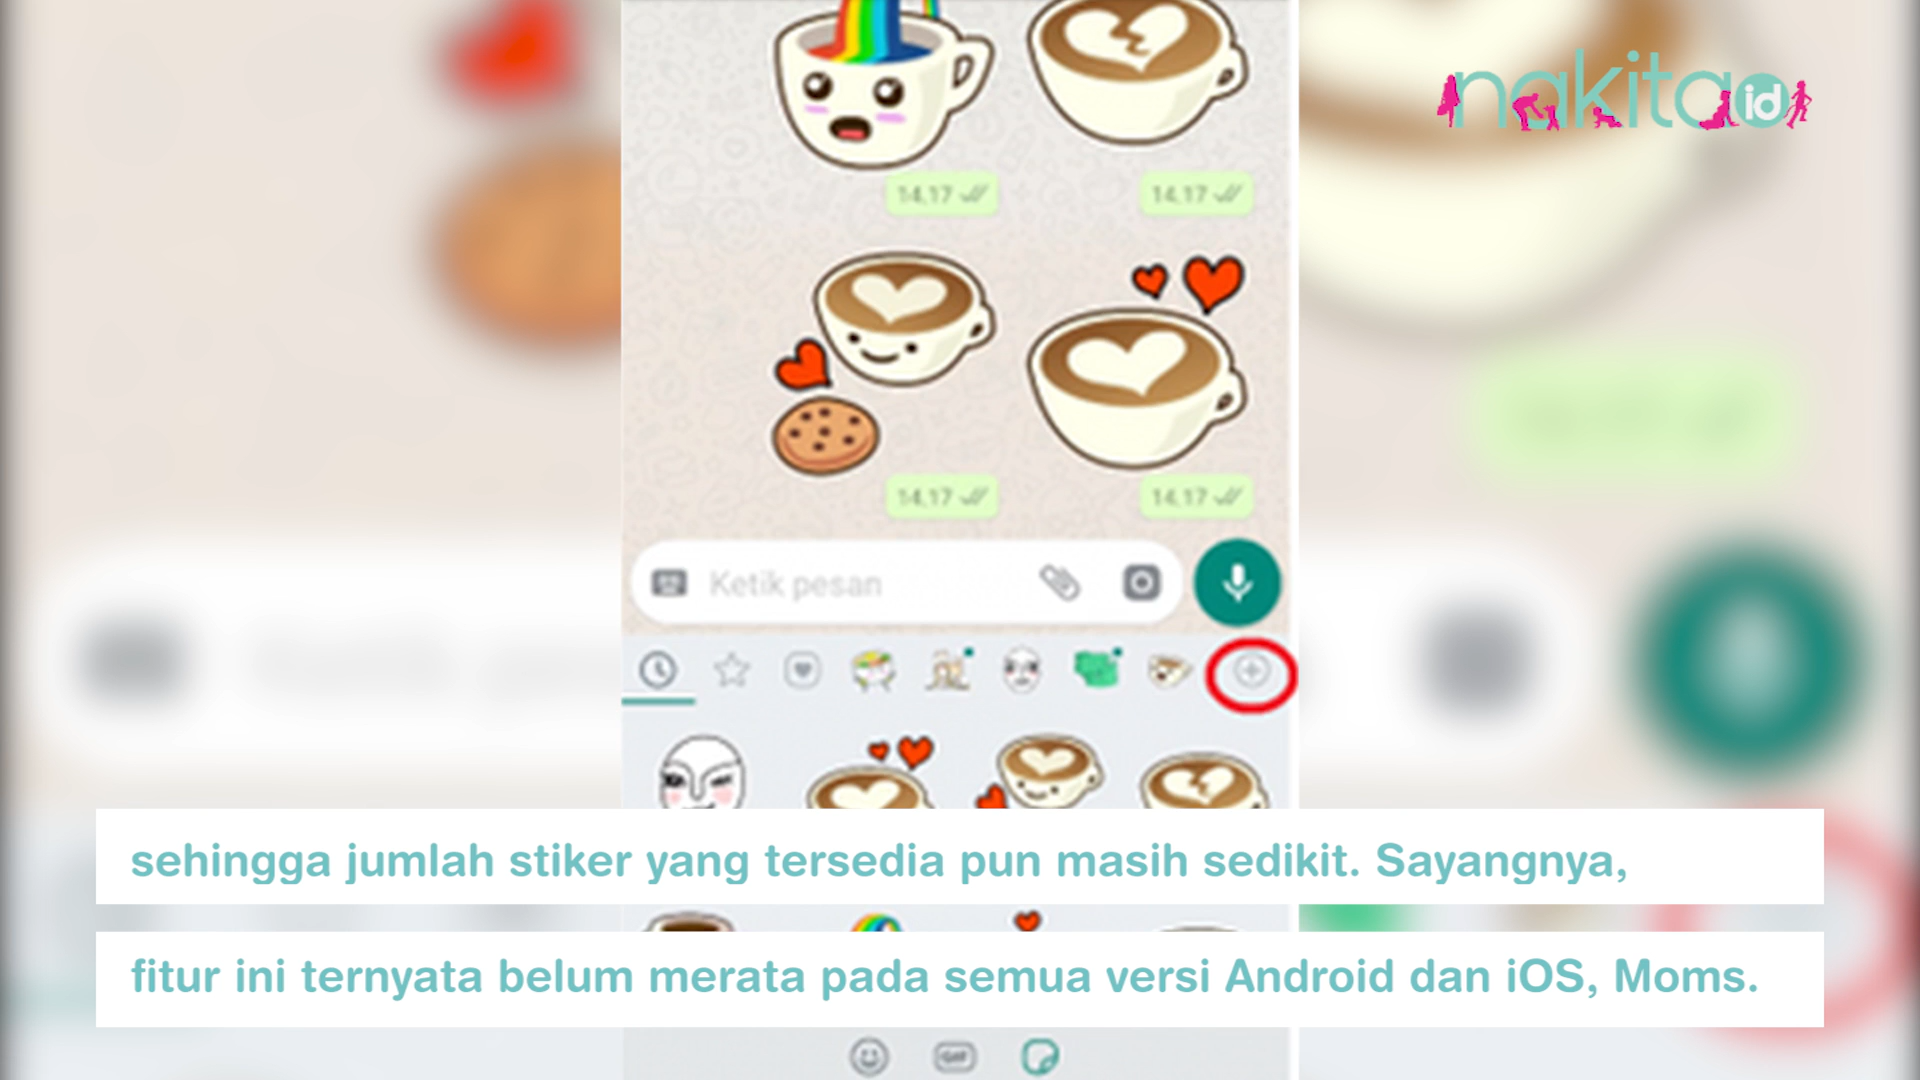 nakita id
14.17 14.17
14.17 14.17
Ketik pesan
sehingga jumlah stiker yang tersedia pun masih sedikit. Sayangnya,
fitur ini ternyata belum merata pada semua versi Android dan iOS, Moms.
GIF